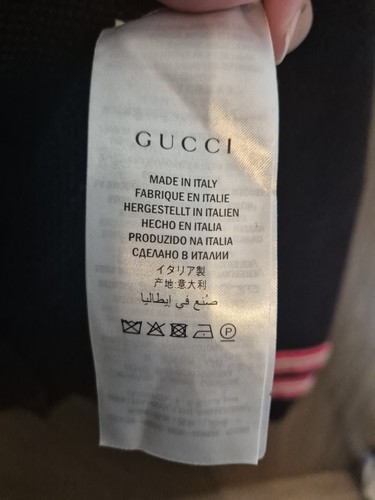 GUCCI
MADE IN ITALY
FABRIQUE EN ITALIE
HERGESTELLT IN ITALIEN
HECHO EN ITALIA
PRODUZIDO NA ITALIA
СДЕЛАНО В ИТАЛИИ
イタリア製
产地:意大利
صنع في إيطاليا
P